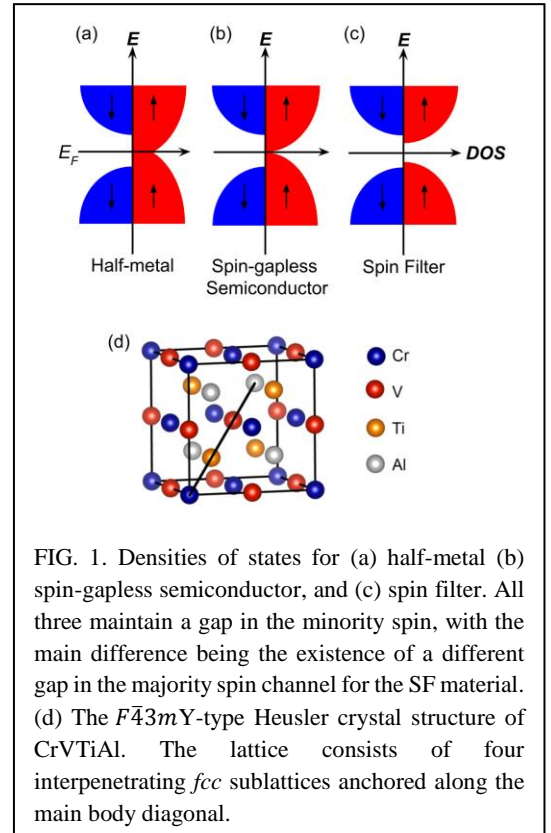 (a) E (b) E (c) E
E_F DOS
Half-metal Spin-gapless Spin Filter
Semiconductor
(d)
Cr
V
Ti
Al
FIG. 1. Densities of states for (a) half-metal (b)
spin-gapless semiconductor, and (c) spin filter. All
three maintain a gap in the minority spin, with the
main difference being the existence of a different
gap in the majority spin channel for the SF material.
(d) The F4̄3mY-type Heusler crystal structure of
CrVTiAl. The lattice consists of four
interpenetrating fcc sublattices anchored along the
main body diagonal.